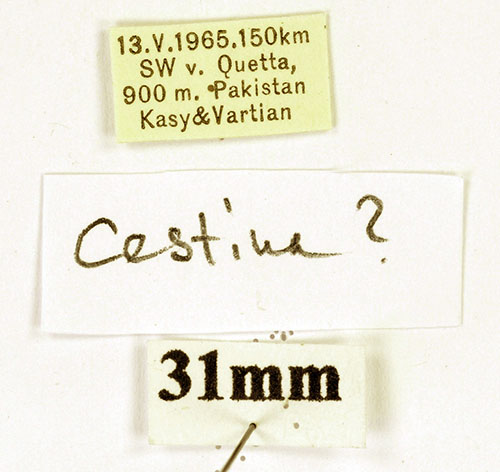 13.V.1965.150km
SW v. Quetta,
900 m. Pakistan
Kasy&Vartian
Cestina ?
31mm